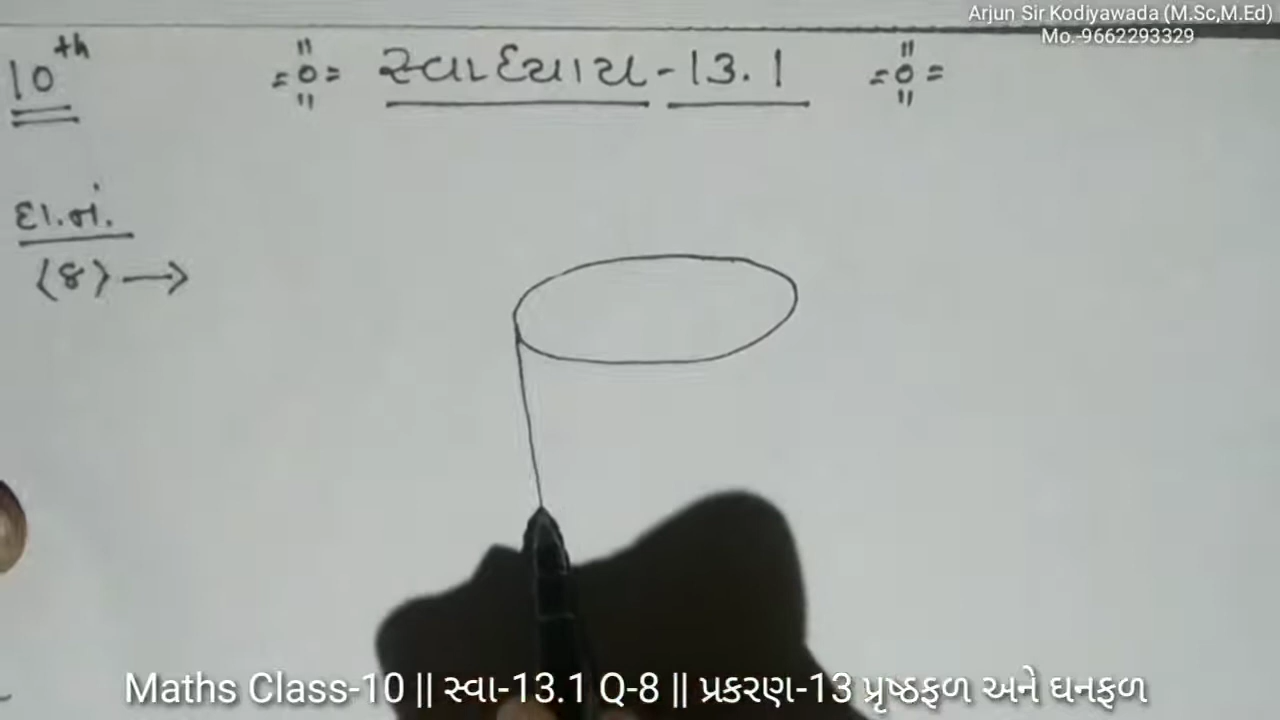 Arjun Sir Kodiyawada (M.Sc,M.Ed)
Mo.-9662293329
10th સ્વાધ્યાય-13.1
દા.નં.
(8) →
Maths Class-10 || સ્વા-13.1 Q-8 || પ્રકરણ-13 પ્રૃષ્ઠફળ અને ઘનફળ